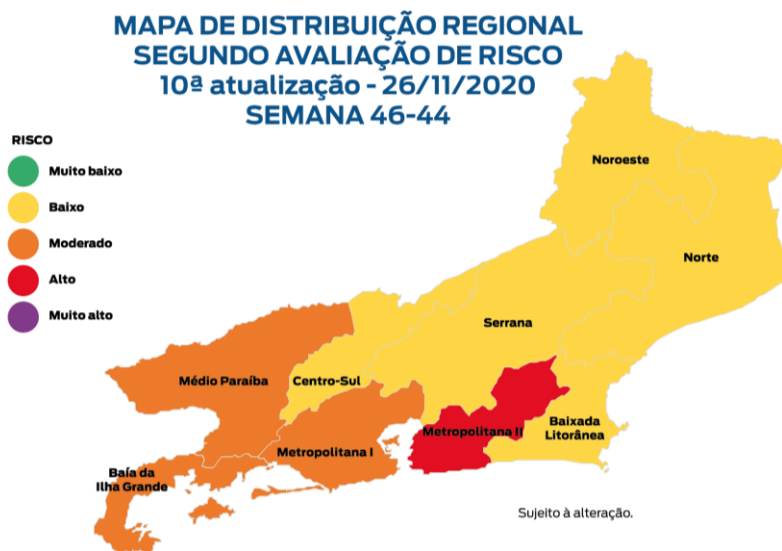 MAPA DE DISTRIBUIÇÃO REGIONAL
SEGUNDO AVALIAÇÃO DE RISCO
10ª atualização - 26/11/2020
SEMANA 46-44
RISCO
Muito baixo
Baixo
Moderado
Alto
Muito alto
Noroeste
Norte
Serrana
Médio Paraíba
Centro-Sul
Metropolitana II
Baixada
Litorânea
Metropolitana I
Baía da
Ilha Grande
Sujeito à alteração.